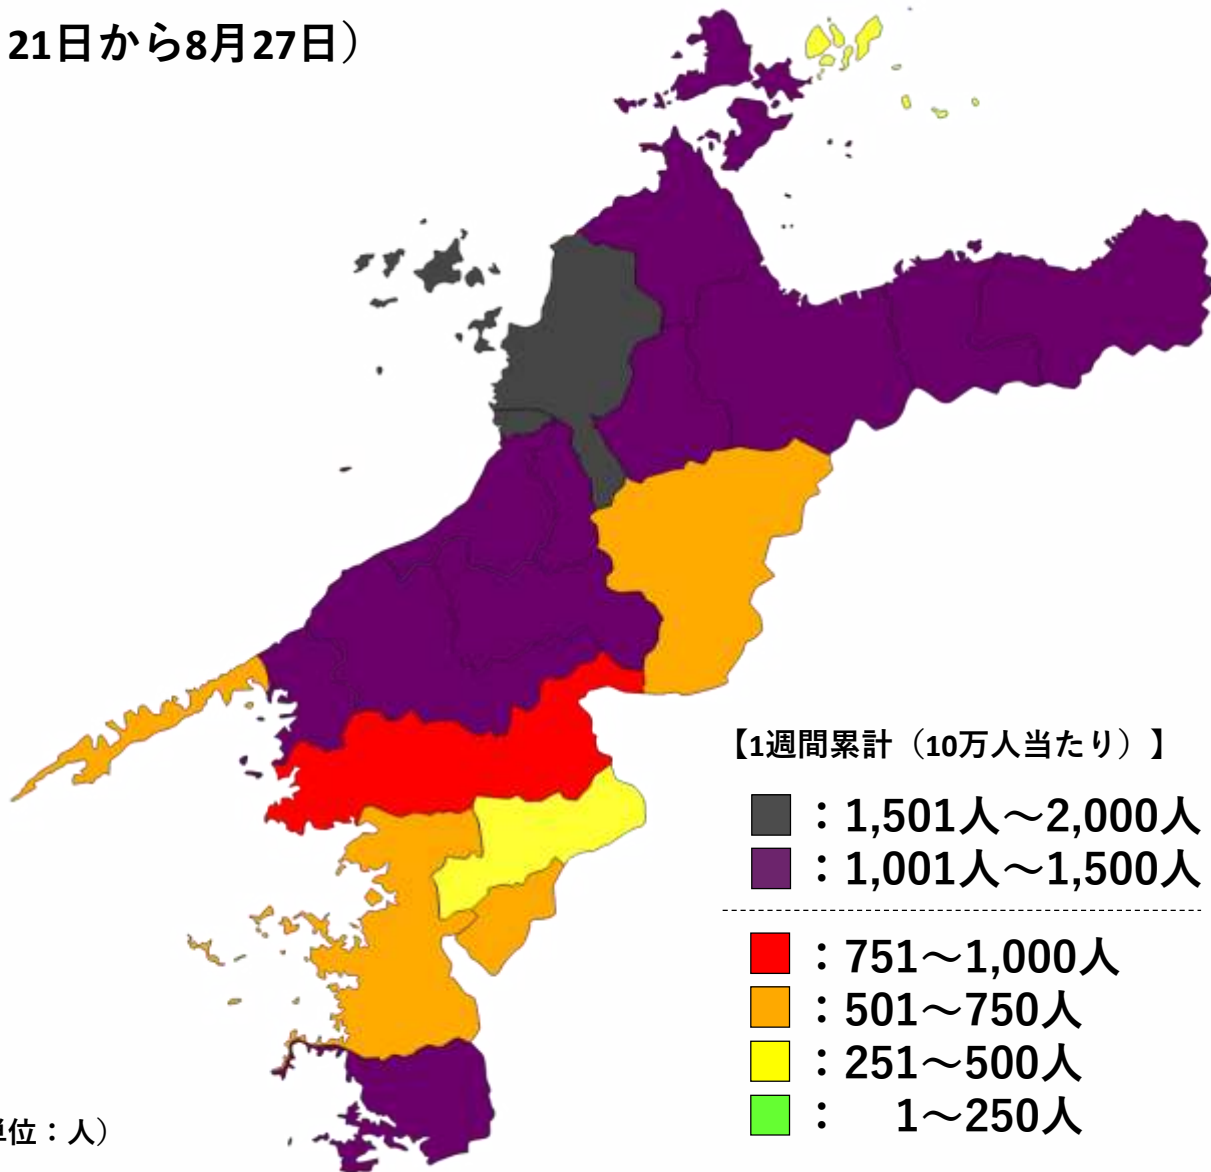 21日から8月27日）
【1週間累計（10万人当たり）】
：1,501人～2,000人
：1,001人～1,500人
：751～1,000人
：501～750人
：251～500人
：　1～250人
位：人）